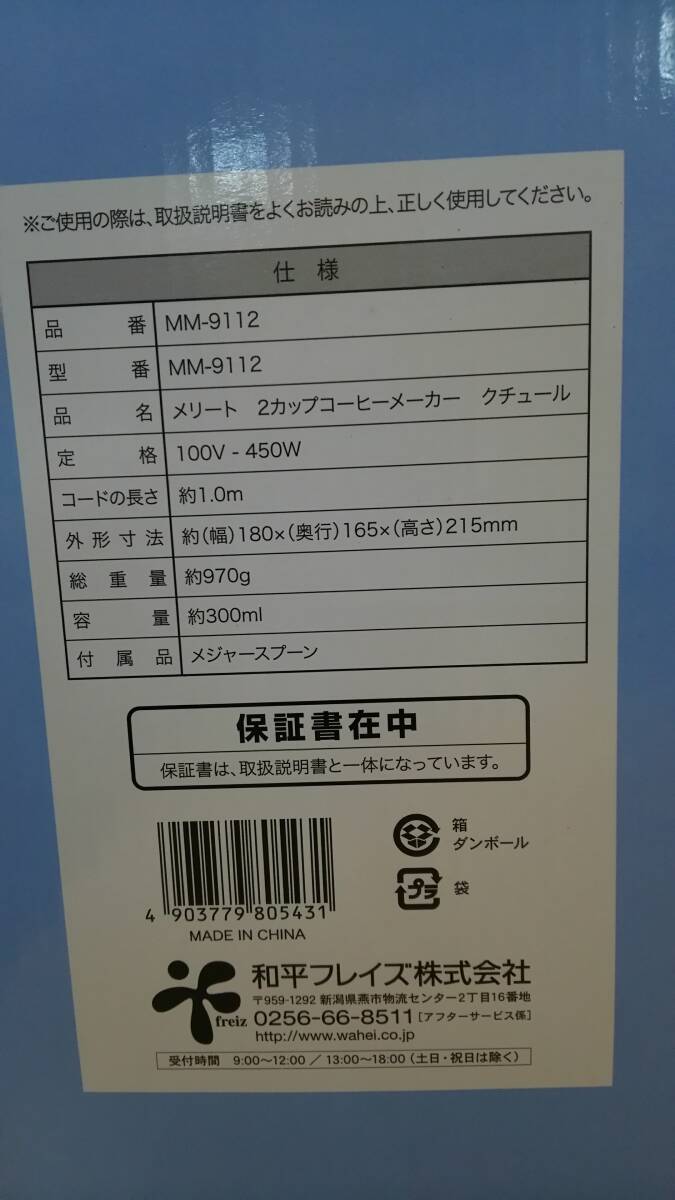 ※ご使用の際は、取扱説明書をよくお読みの上、正しく使用してください。
仕様
品番 MM-9112
型番 MM-9112
品名 メリート 2カップコーヒーメーカー クチュール
定格 100V - 450W
コードの長さ 約1.0m
外形寸法 約(幅)180×(奥行)165×(高さ)215mm
総重量 約970g
容量 約300ml
付属品 メジャースプーン
保証書在中
保証書は、取扱説明書と一体になっています。
4 903779 805431
MADE IN CHINA
箱
ダンボール
プラ 袋
freiz
和平フレイズ株式会社
〒959-1292 新潟県燕市物流センター2丁目16番地
0256-66-8511 [アフターサービス係]
http://www.wahei.co.jp
受付時間 9:00〜12:00 / 13:00〜18:00 (土日・祝日は除く)